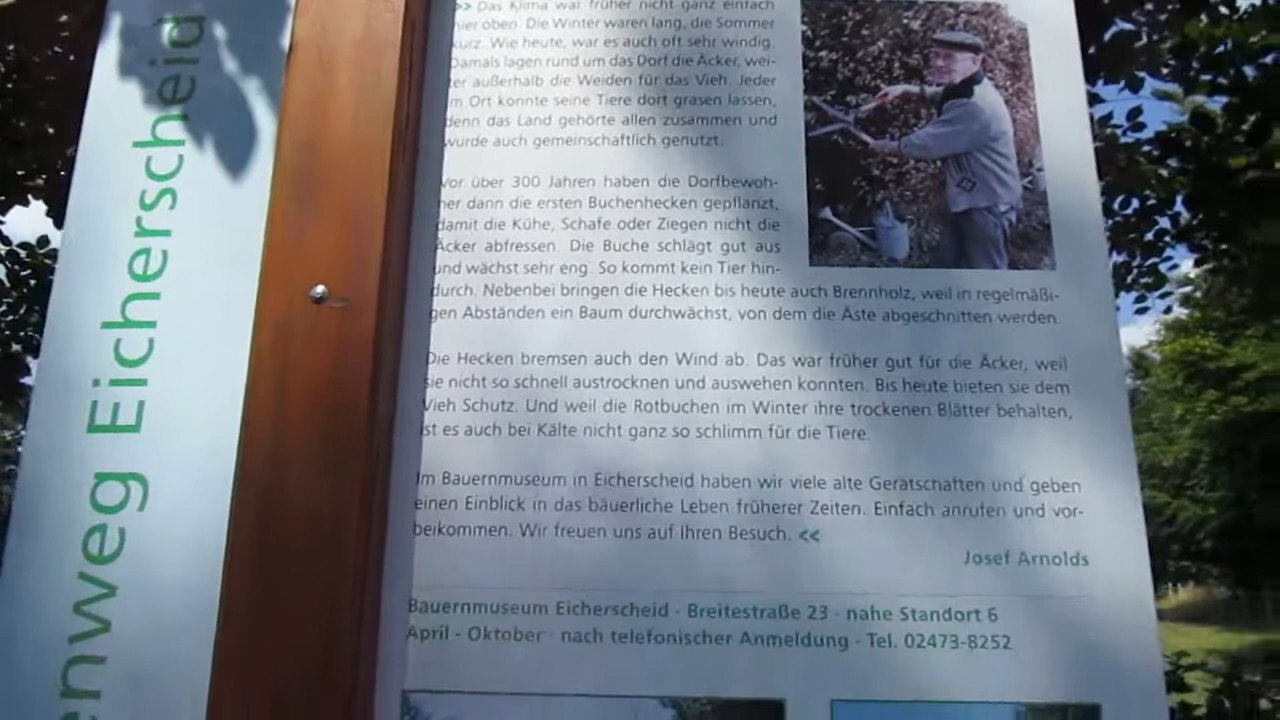 enweg Eicherscheid
>> Das Klima war früher nicht ganz einfach
hier oben. Die Winter waren lang, die Sommer
kurz. Wie heute, war es auch oft sehr windig.
Damals lagen rund um das Dorf die Äcker, wei-
ter außerhalb die Weiden für das Vieh. Jeder
im Ort konnte seine Tiere dort grasen lassen,
denn das Land gehörte allen zusammen und
wurde auch gemeinschaftlich genutzt.
Vor über 300 Jahren haben die Dorfbewoh-
ner dann die ersten Buchenhecken gepflanzt,
damit die Kühe, Schafe oder Ziegen nicht die
Äcker abfressen. Die Buche schlägt gut aus
und wächst sehr eng. So kommt kein Tier hin-
durch. Nebenbei bringen die Hecken bis heute auch Brennholz, weil in regelmäßi-
gen Abständen ein Baum durchwächst, von dem die Äste abgeschnitten werden.
Die Hecken bremsen auch den Wind ab. Das war früher gut für die Äcker, weil
sie nicht so schnell austrocknen und auswehen konnten. Bis heute bieten sie dem
Vieh Schutz. Und weil die Rotbuchen im Winter ihre trockenen Blätter behalten,
ist es auch bei Kälte nicht ganz so schlimm für die Tiere.
Im Bauernmuseum in Eicherscheid haben wir viele alte Gerätschaften und geben
einen Einblick in das bäuerliche Leben früherer Zeiten. Einfach anrufen und vor-
beikommen. Wir freuen uns auf Ihren Besuch. <<
Josef Arnolds
Bauernmuseum Eicherscheid · Breitestraße 23 · nahe Standort 6
April - Oktober · nach telefonischer Anmeldung · Tel. 02473-8252